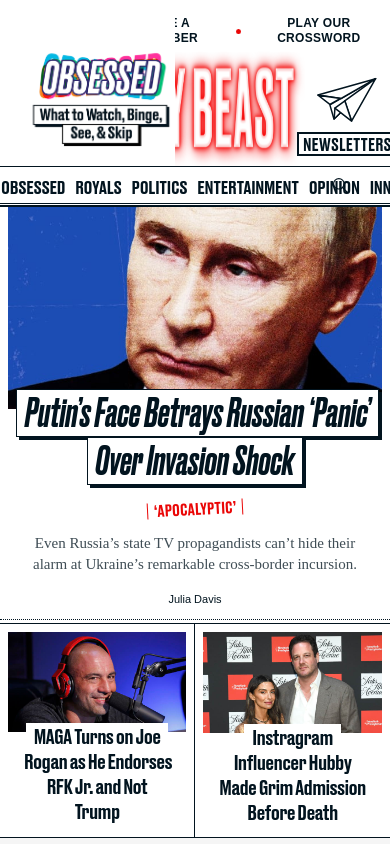 PLAY OUR
CROSSWORD
OBSESSED
What to Watch, Binge,
See, & Skip
BEAST
NEWSLETTERS
OBSESSED ROYALS POLITICS ENTERTAINMENT OPINION INN
Putin's Face Betrays Russian 'Panic'
Over Invasion Shock
'APOCALYPTIC'
Even Russia's state TV propagandists can't hide their
alarm at Ukraine's remarkable cross-border incursion.
Julia Davis
MAGA Turns on Joe
Rogan as He Endorses
RFK Jr. and Not
Trump
Instragram
Influencer Hubby
Made Grim Admission
Before Death